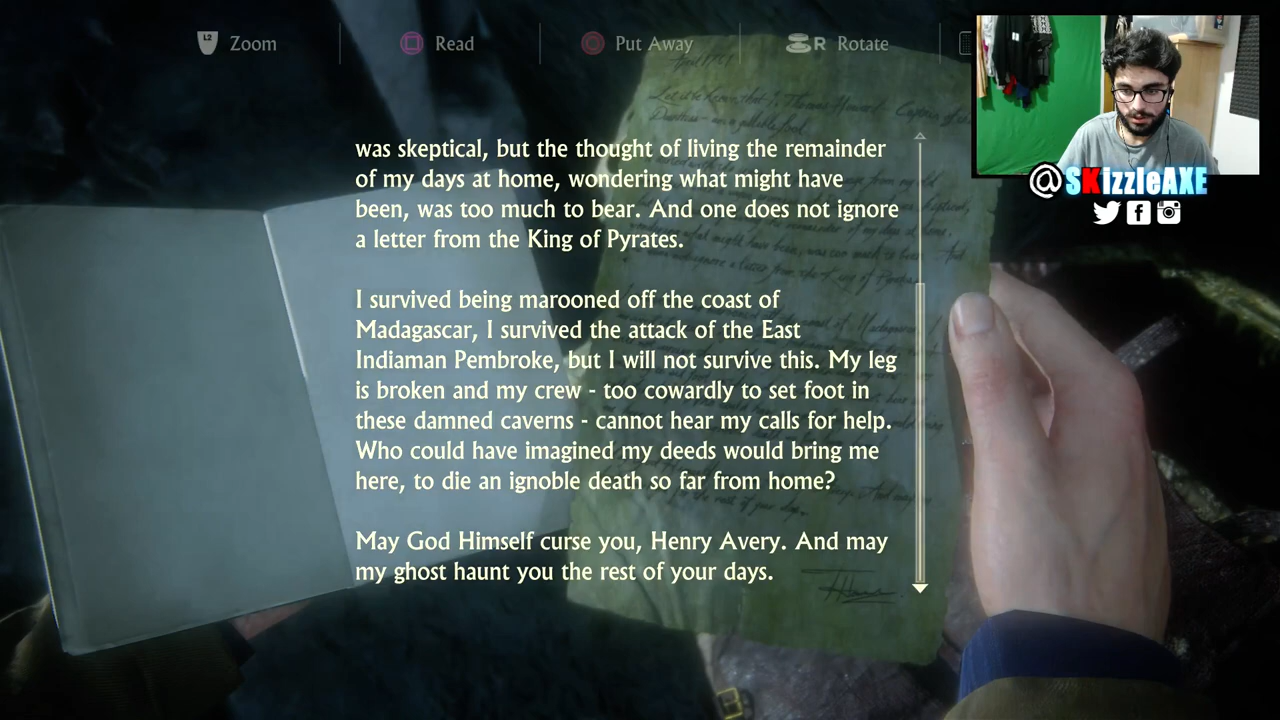 L2 Zoom
Read
Put Away
R Rotate
was skeptical, but the thought of living the remainder
of my days at home, wondering what might have
been, was too much to bear. And one does not ignore
a letter from the King of Pyrates.
I survived being marooned off the coast of
Madagascar, I survived the attack of the East
Indiaman Pembroke, but I will not survive this. My leg
is broken and my crew - too cowardly to set foot in
these damned caverns - cannot hear my calls for help.
Who could have imagined my deeds would bring me
here, to die an ignoble death so far from home?
May God Himself curse you, Henry Avery. And may
my ghost haunt you the rest of your days.
@SKizzleAXE